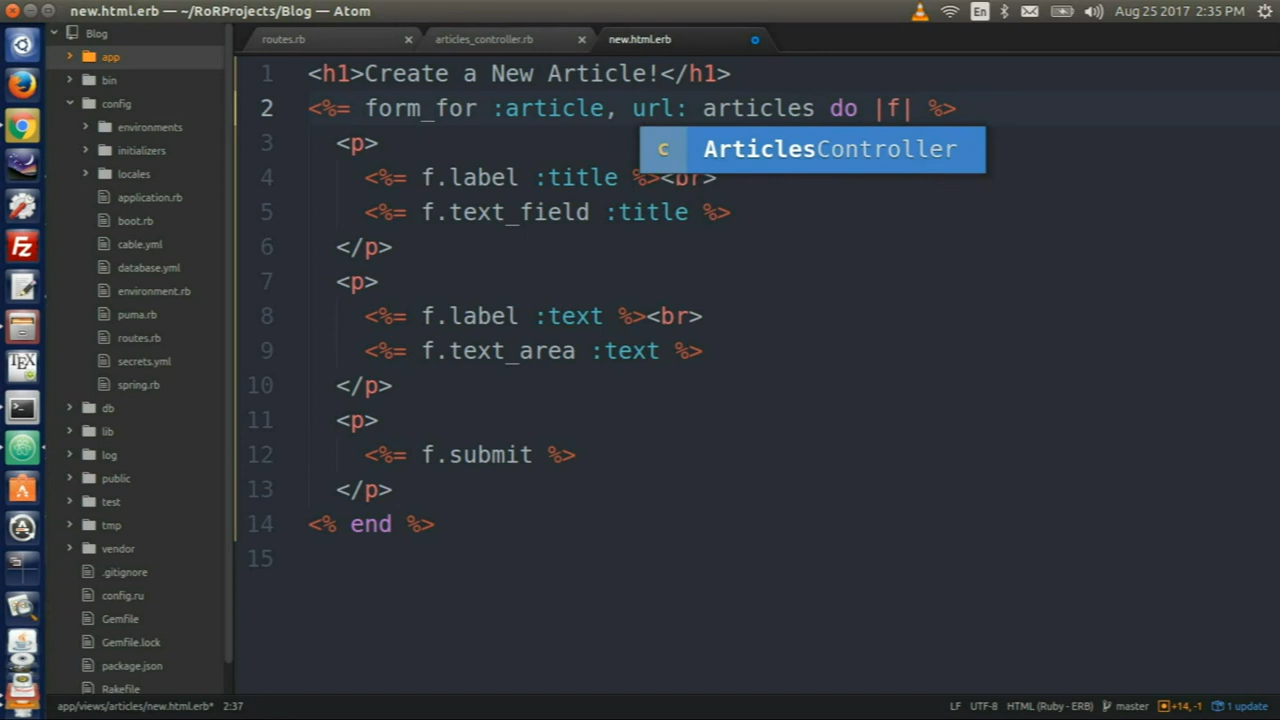 new.html.erb — ~/RoRProjects/Blog — Atom
En
Aug 25 2017 2:35 PM
Blog
app
bin
config
environments
initializers
locales
application.rb
boot.rb
cable.yml
database.yml
environment.rb
puma.rb
routes.rb
secrets.yml
spring.rb
db
lib
log
public
test
tmp
vendor
.gitignore
config.ru
Gemfile
Gemfile.lock
package.json
Rakefile
routes.rb
articles_controller.rb
new.html.erb
1 <h1>Create a New Article!</h1>
2 <%= form_for :article, url: articles do |f| %>
c ArticlesController
3 <p>
4 <%= f.label :title %><br>
5 <%= f.text_field :title %>
6 </p>
7 <p>
8 <%= f.label :text %><br>
9 <%= f.text_area :text %>
10 </p>
11 <p>
12 <%= f.submit %>
13 </p>
14 <% end %>
15
app/views/articles/new.html.erb* 2:37
LF UTF-8 HTML (Ruby - ERB) master +14, -1 1 update
Fz
TEX